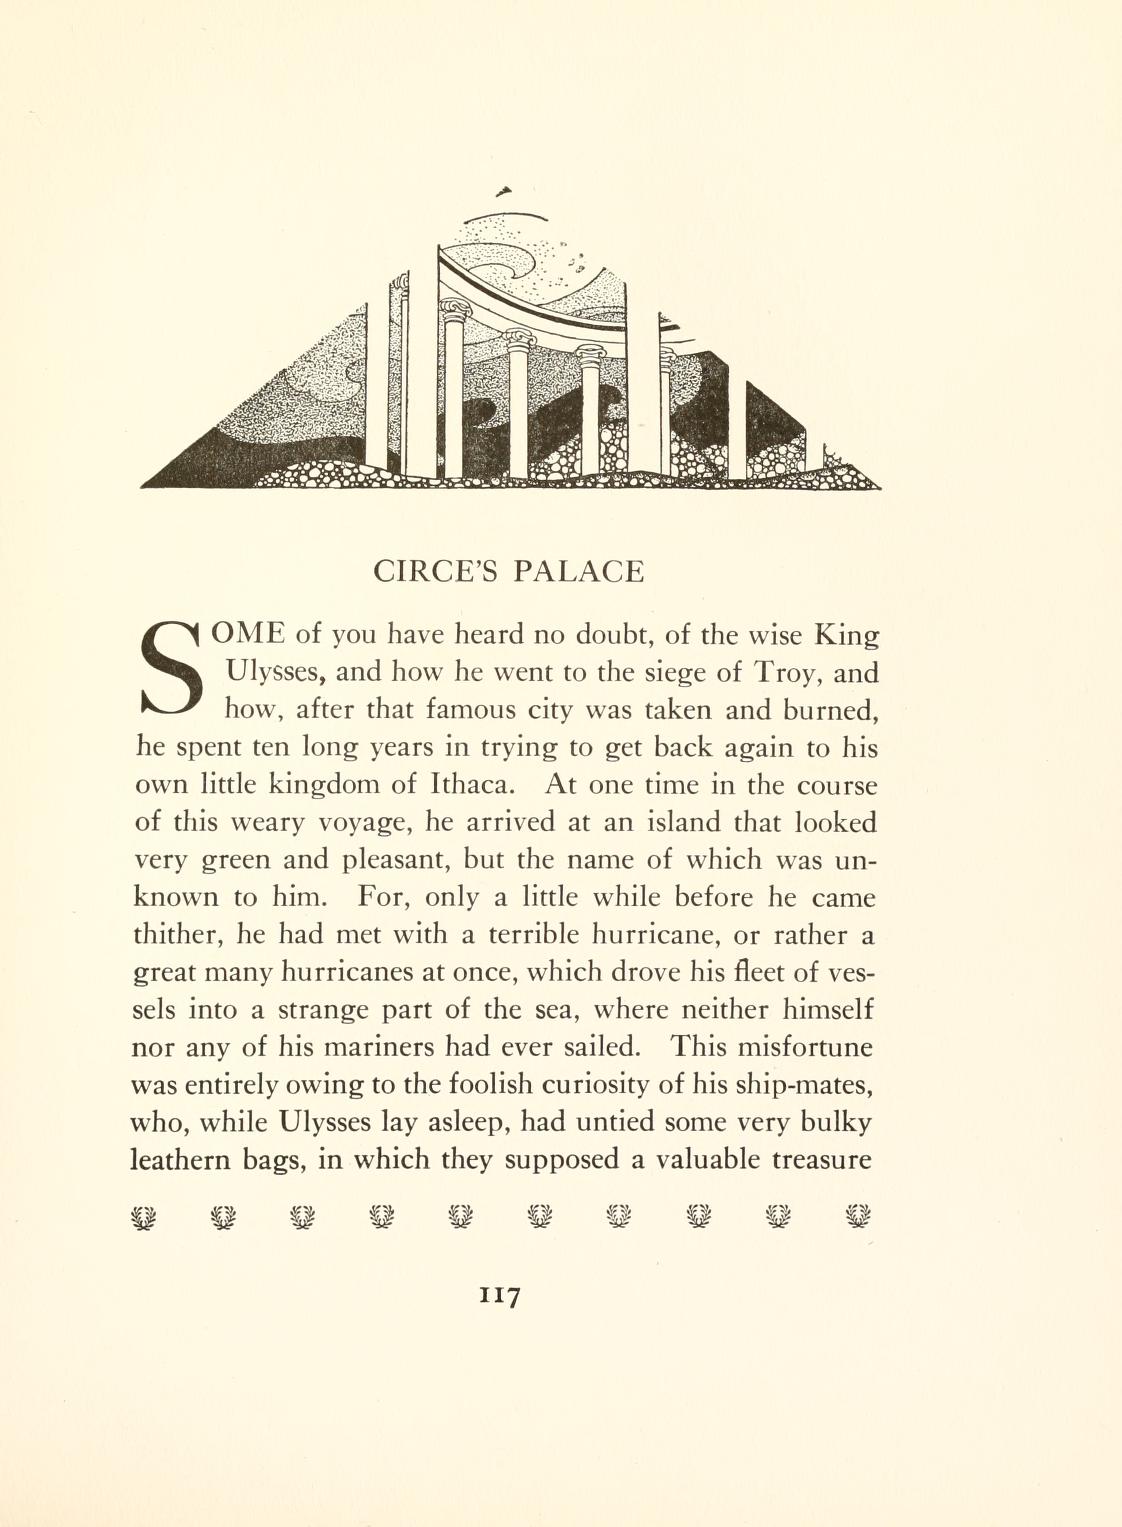 CIRCE'S PALACE
SOME of you have heard no doubt, of the wise King
Ulysses, and how he went to the siege of Troy, and
how, after that famous city was taken and burned,
he spent ten long years in trying to get back again to his
own little kingdom of Ithaca. At one time in the course
of this weary voyage, he arrived at an island that looked
very green and pleasant, but the name of which was un-
known to him. For, only a little while before he came
thither, he had met with a terrible hurricane, or rather a
great many hurricanes at once, which drove his fleet of ves-
sels into a strange part of the sea, where neither himself
nor any of his mariners had ever sailed. This misfortune
was entirely owing to the foolish curiosity of his ship-mates,
who, while Ulysses lay asleep, had untied some very bulky
leathern bags, in which they supposed a valuable treasure
117